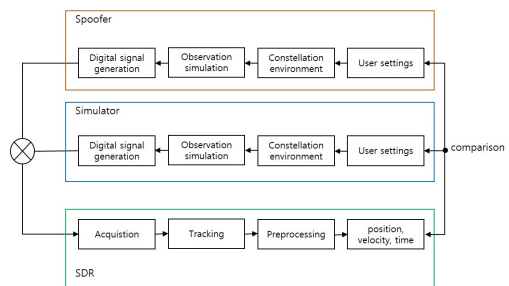 Spoofer
Digital signal
generation
Observation
simulation
Constellation
environment
User settings
Simulator
Digital signal
generation
Observation
simulation
Constellation
environment
User settings
comparison
Acquistion
Tracking
Preprocessing
position,
velocity, time
SDR